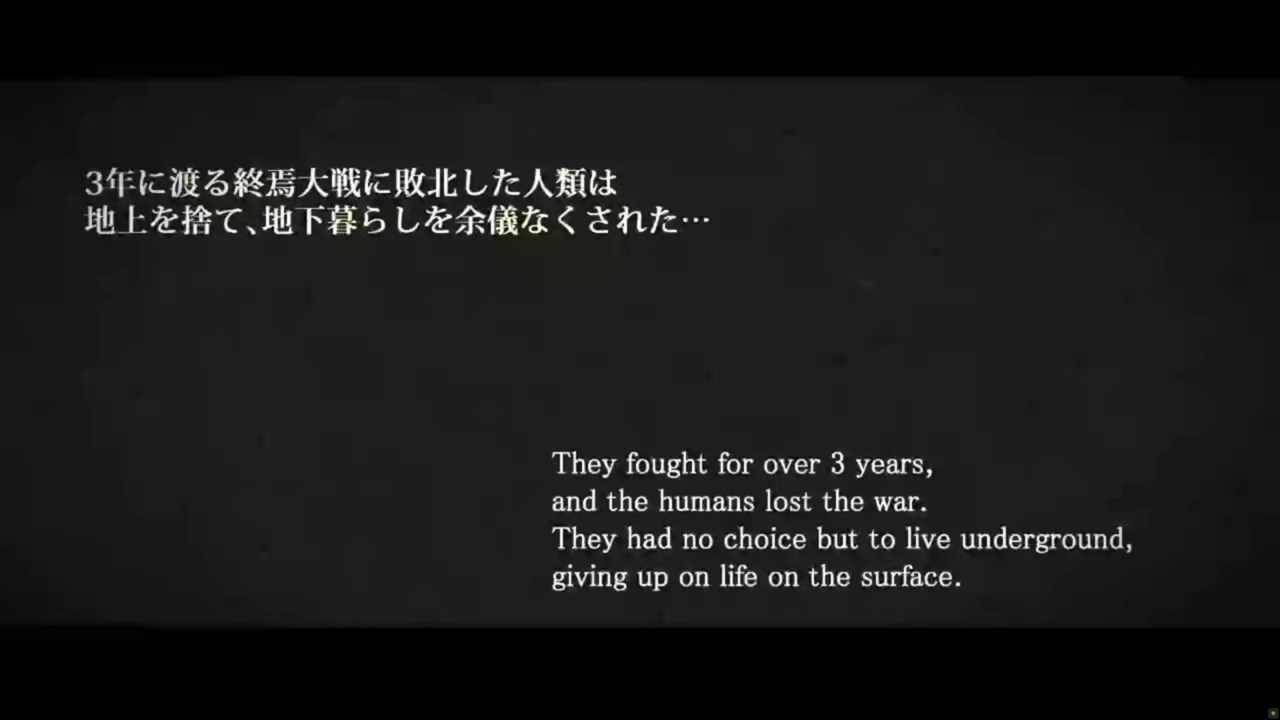 3年に渡る終焉大戦に敗北した人類は
地上を捨て、地下暮らしを余儀なくされた…
They fought for over 3 years,
and the humans lost the war.
They had no choice but to live underground,
giving up on life on the surface.